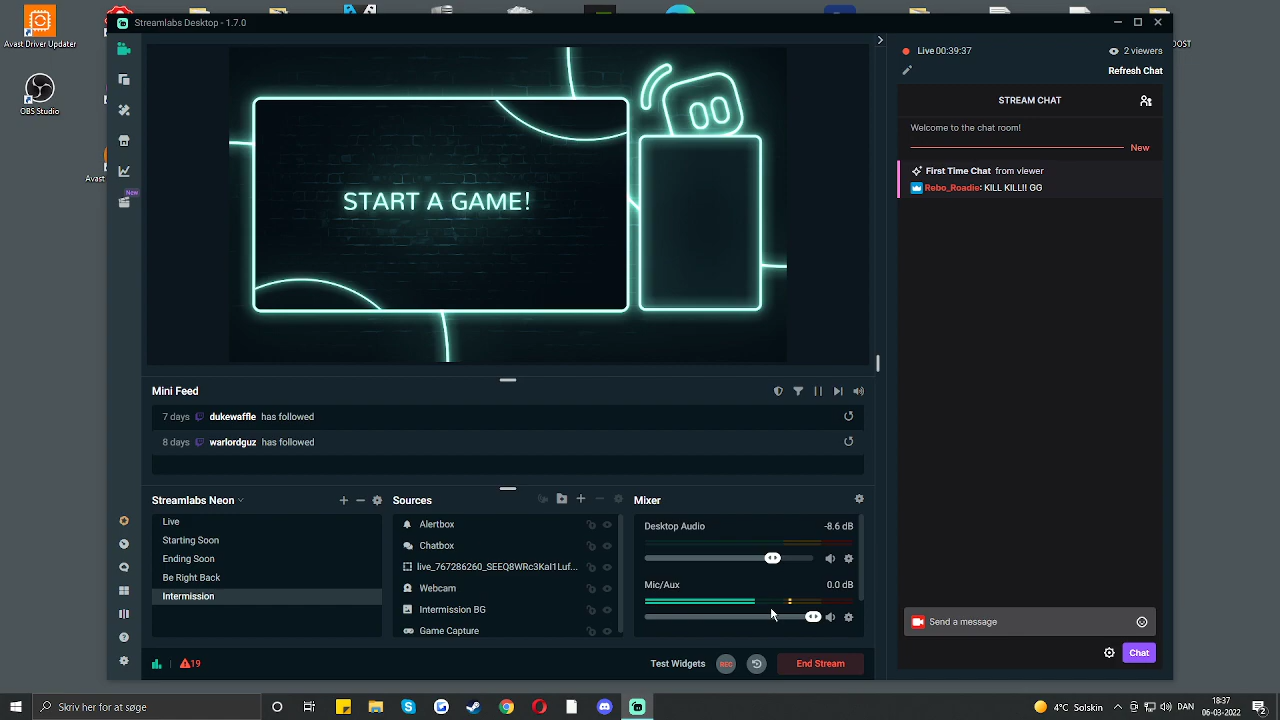 Streamlabs Desktop - 1.7.0
Avast Driver Updater
OBS Studio
Avast
OST
New
START A GAME!
Live 00:39:37
2 viewers
Refresh Chat
STREAM CHAT
Welcome to the chat room!
New
First Time Chat from viewer
Rebo_Roadie: KILL KILL!! GG
Mini Feed
7 days dukewaffle has followed
8 days warlordguz has followed
Streamlabs Neon
Live
Starting Soon
Ending Soon
Be Right Back
Intermission
Sources
Alertbox
Chatbox
live_767286260_SEEQ8WRc3KaI1Luf...
Webcam
Intermission BG
Game Capture
Mixer
Desktop Audio -8.6 dB
Mic/Aux 0.0 dB
Send a message
Chat
19
Test Widgets
REC
End Stream
Skriv her for at søge
4°C Solskin
DAN
18:37
06-03-2022
2